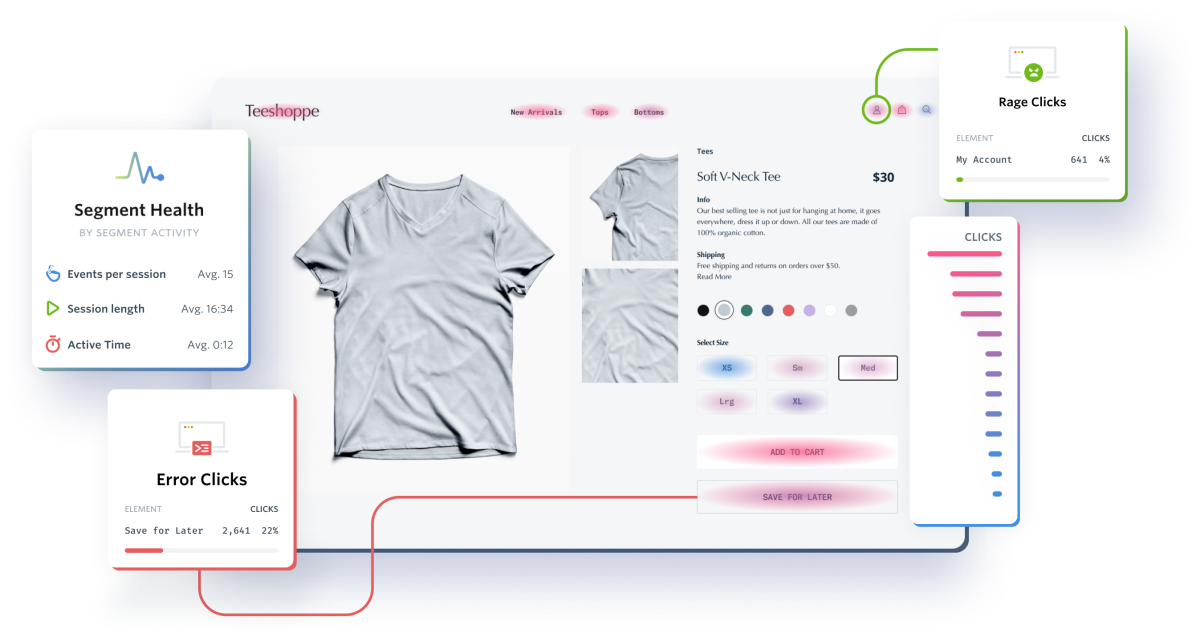 Teeshoppe
New Arrivals Tops Bottoms
Rage Clicks
ELEMENT CLICKS
My Account 641 4%
Segment Health
BY SEGMENT ACTIVITY
Events per session Avg. 15
Session length Avg. 16:34
Active Time Avg. 0:12
Tees
Soft V-Neck Tee $30
Info
Our best selling tee is not just for hanging at home, it goes
everywhere, dress it up or down. All our tees are made of
100% organic cotton.
Shipping
Free shipping and returns on orders over $50.
Read More
Select Size
XS Sm Med
Lrg XL
ADD TO CART
SAVE FOR LATER
CLICKS
Error Clicks
ELEMENT CLICKS
Save for Later 2,641 22%